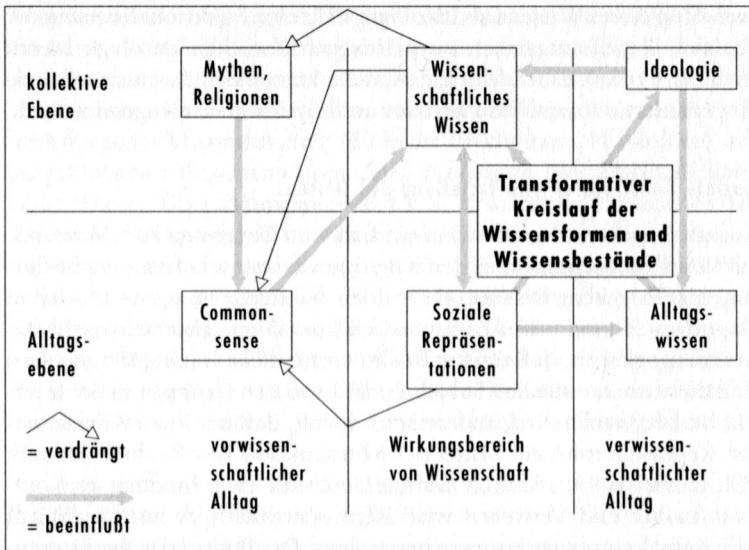 kollektive
Ebene
Mythen,
Religionen
Wissen-
schaftliches
Wissen
Ideologie
Transformativer
Kreislauf der
Wissensformen und
Wissensbestände
Common-
sense
Soziale
Repräsen-
tationen
Alltags-
wissen
Alltags-
ebene
= verdrängt
= beeinflußt
vorwissen-
schaftlicher
Alltag
Wirkungsbereich
von Wissenschaft
verwissen-
schaftlicher
Alltag